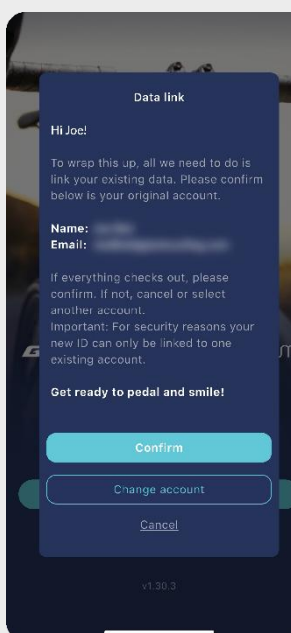 Data link
Hi Joe!
To wrap this up, all we need to do is
link your existing data. Please confirm
below is your original account.
Name:
Email:
If everything checks out, please
confirm. If not, cancel or select
another account.
Important: For security reasons your
new ID can only be linked to one
existing account.
Get ready to pedal and smile!
Confirm
Change account
Cancel
v1.30.3